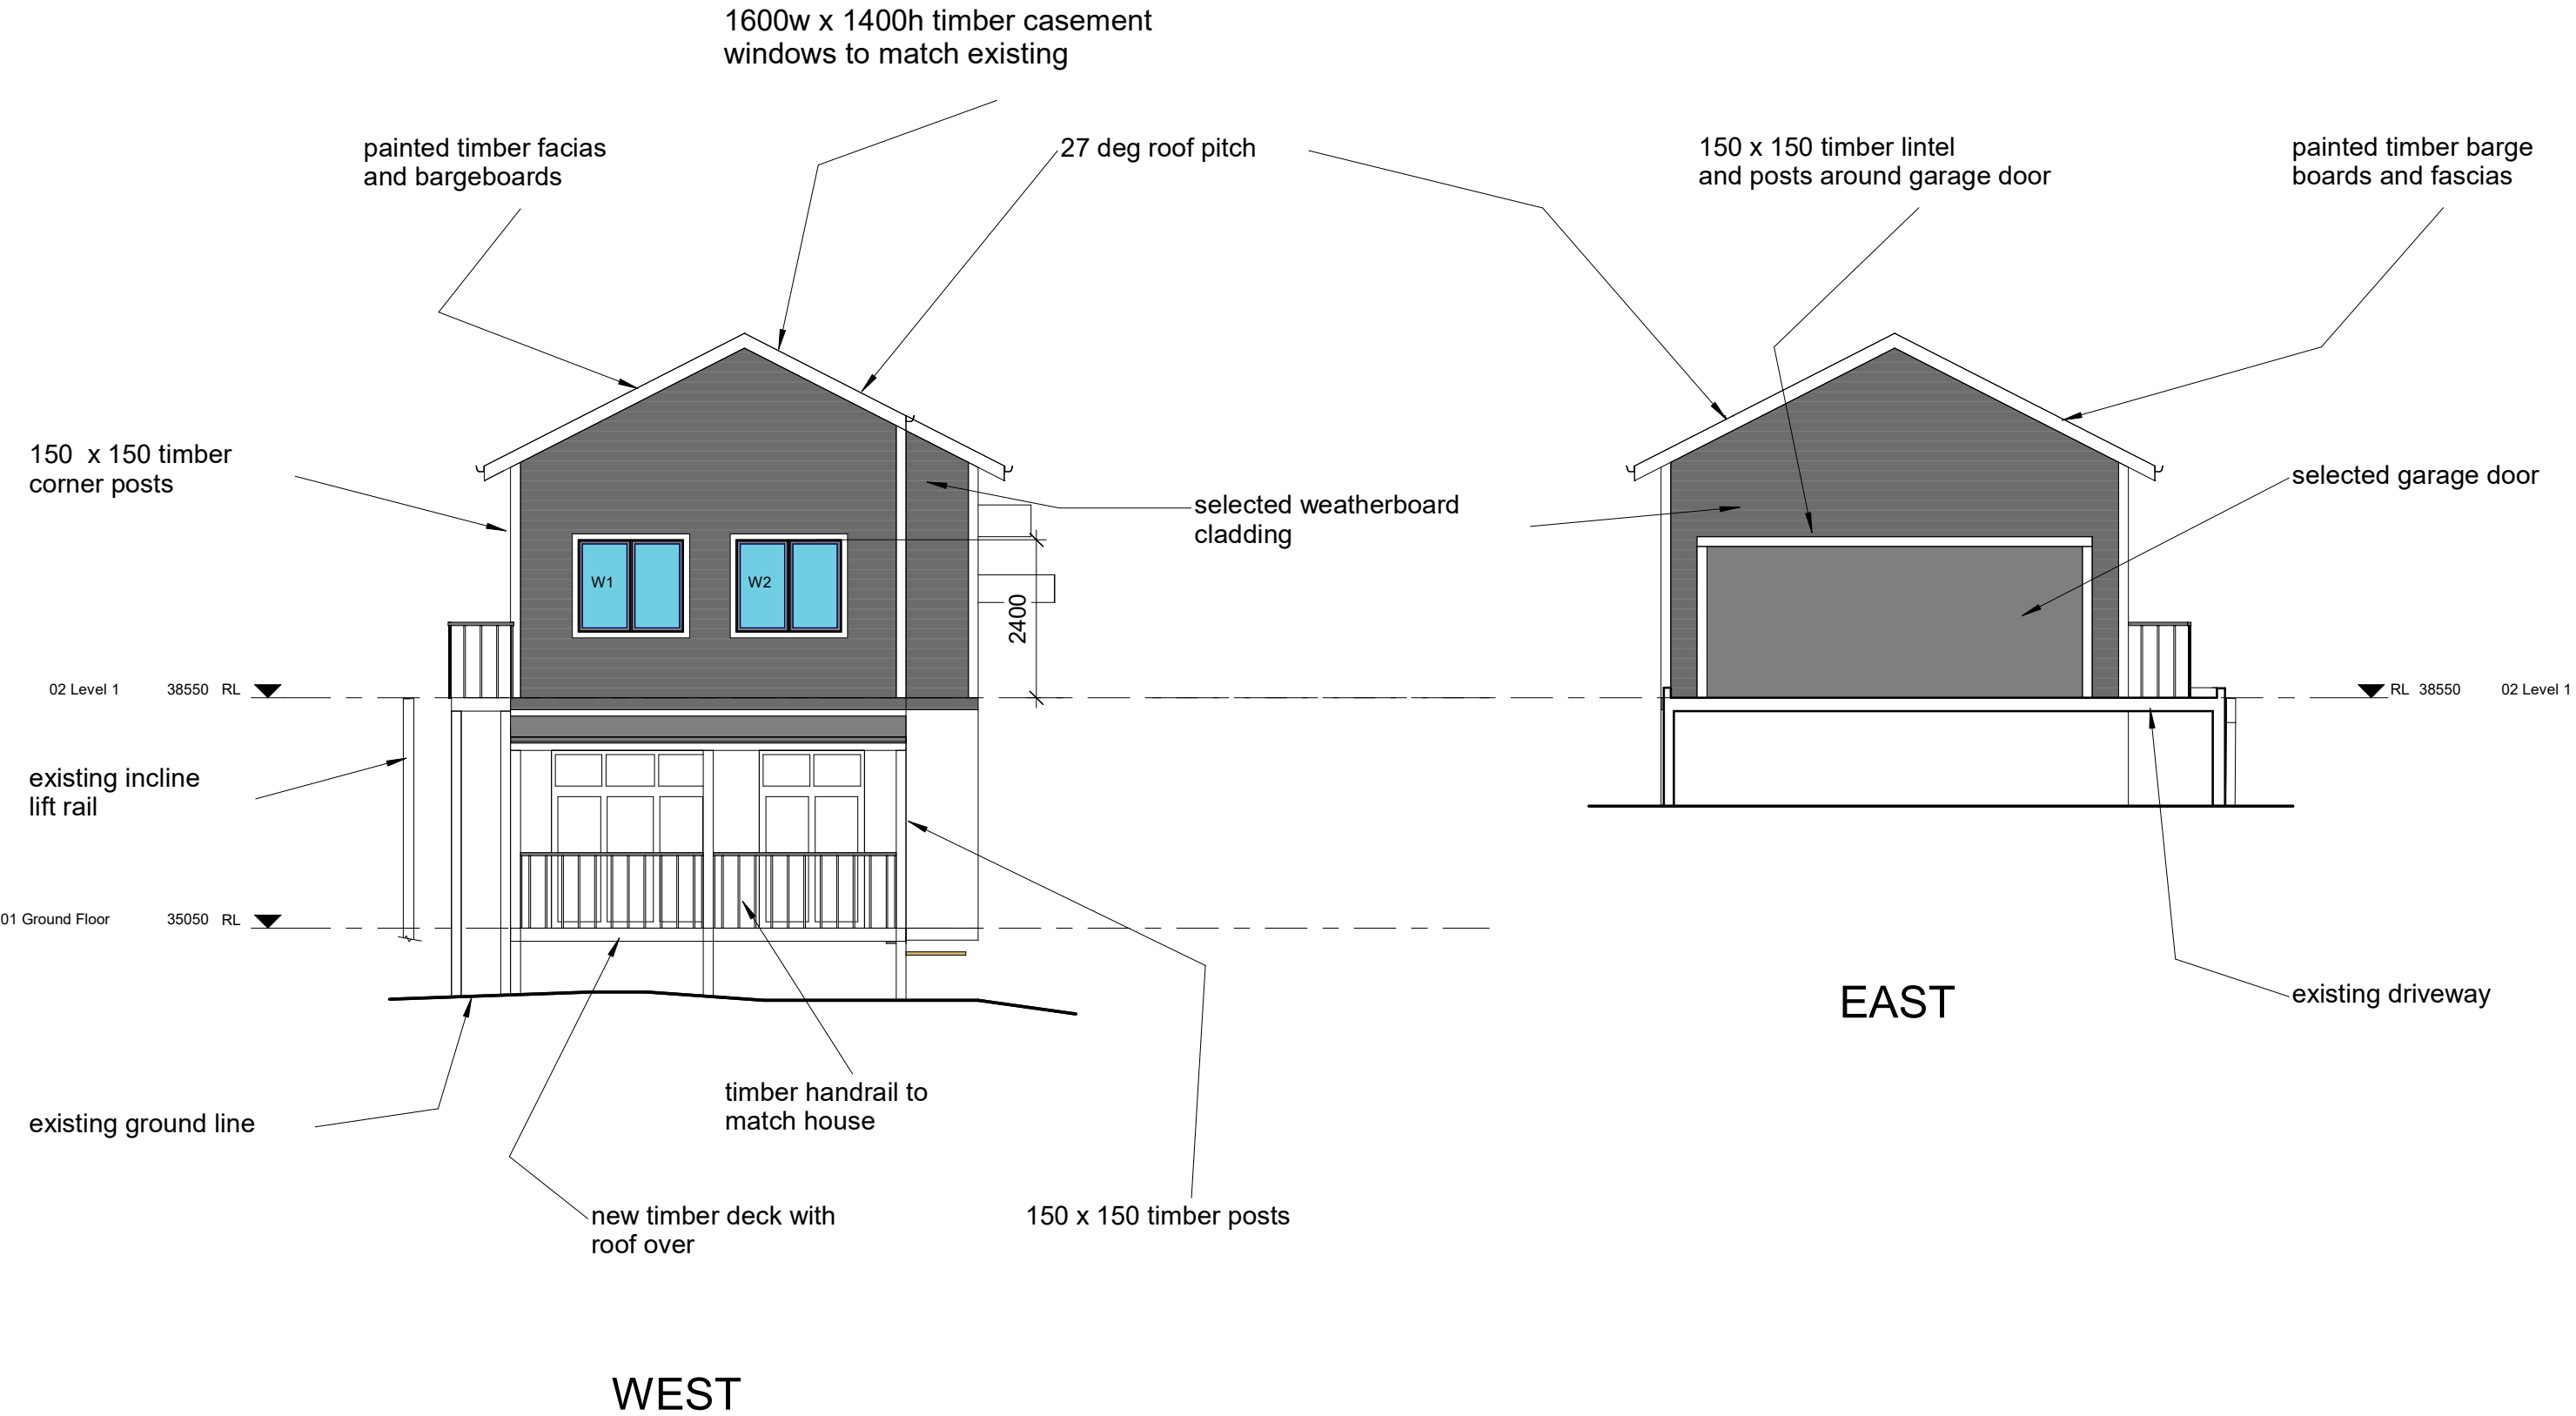 1600w x 1400h timber casement
windows to match existing
painted timber facias
and bargeboards
27 deg roof pitch
150 x 150 timber lintel
and posts around garage door
painted timber barge
boards and fascias
150  x 150 timber
corner posts
selected weatherboard
cladding
selected garage door
W1
W2
2400
02 Level 1 38550 RL
RL 38550 02 Level 1
existing incline
lift rail
01 Ground Floor 35050 RL
EAST
existing driveway
timber handrail to
match house
existing ground line
new timber deck with
roof over
150 x 150 timber posts
WEST